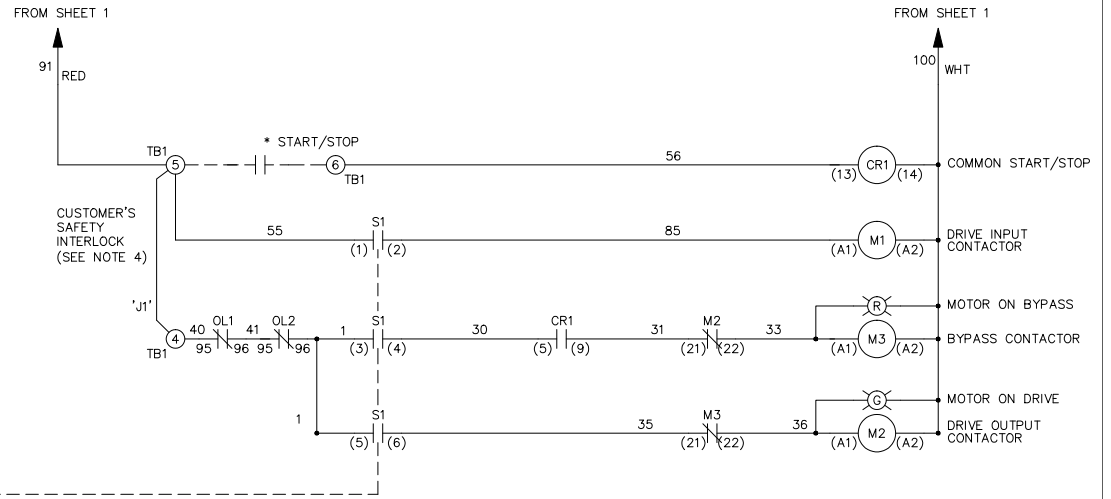 FROM SHEET 1
FROM SHEET 1
91
RED
100
WHT
* START/STOP
TB1
5
6
TB1
56
CR1
(13)
(14)
COMMON START/STOP
CUSTOMER'S
SAFETY
INTERLOCK
(SEE NOTE 4)
55
S1
(1)
(2)
85
M1
(A1)
(A2)
DRIVE INPUT
CONTACTOR
'J1'
R
MOTOR ON BYPASS
4
TB1
40
OL1
95
96
41
OL2
95
96
1
S1
(3)
(4)
30
CR1
(5)
(9)
31
M2
(21)
(22)
33
M3
(A1)
(A2)
BYPASS CONTACTOR
G
MOTOR ON DRIVE
1
S1
(5)
(6)
35
M3
(21)
(22)
36
M2
(A1)
(A2)
DRIVE OUTPUT
CONTACTOR